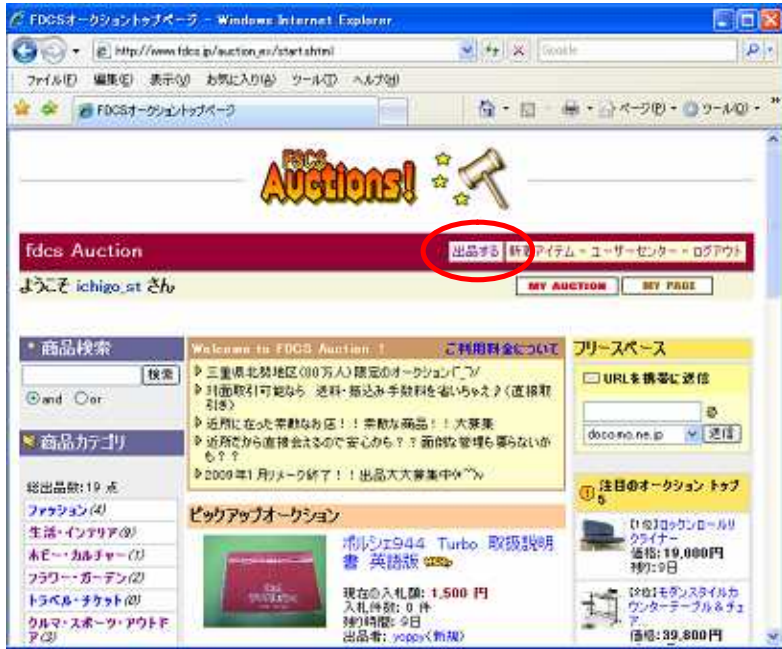 FDCSオークショントップページ - Windows Internet Explorer
http://www.fdcs.jp/auction_ex/start.shtml
Google
ファイル(F) 編集(E) 表示(V) お気に入り(A) ツール(T) ヘルプ(H)
FDCSオークショントップページ
ページ(P) ツール(O)
FDCS
Auctions!
fdcs Auction
出品する 新着アイテム - ユーザーセンター - ログアウト
ようこそ ichigo_st さん
MY AUCTION MY PAGE
商品検索
検索
and or
商品カテゴリ
総出品数:19 点
ファッション(4)
生活・インテリア(9)
ホビー・カルチャー(1)
フラワー・ガーデン(2)
トラベル・チケット(0)
クルマ・スポーツ・アウトドア(3)
Welcome to FDCS Auction ! ご利用料金について
三重県北勢地区(80万人)限定のオークション
対面取引可能なら 送料・振込み手数料を省いちゃえ♪(直接取引き)
近所に在った素敵なお店!!素敵な商品!!大募集
近所だから直接会えるので安心かも??面倒な管理も要らないかも??
2009年1月リメーク終了!!出品大大募集中
ピックアップオークション
ポルシェ944 Turbo 取扱説明書 英語版
現在の入札額: 1,500 円
入札件数: 0 件
残り時間: 9日
出品者: yoppy(新規)
フリースペース
URLを携帯に送信
@
docomo.ne.jp 送信
注目のオークション トップ5
【1位】ロックンロールリクライナー
価格:19,000円
残り:9日
【2位】モダンスタイルカウンターテーブル&チェア..
価格:39,800円